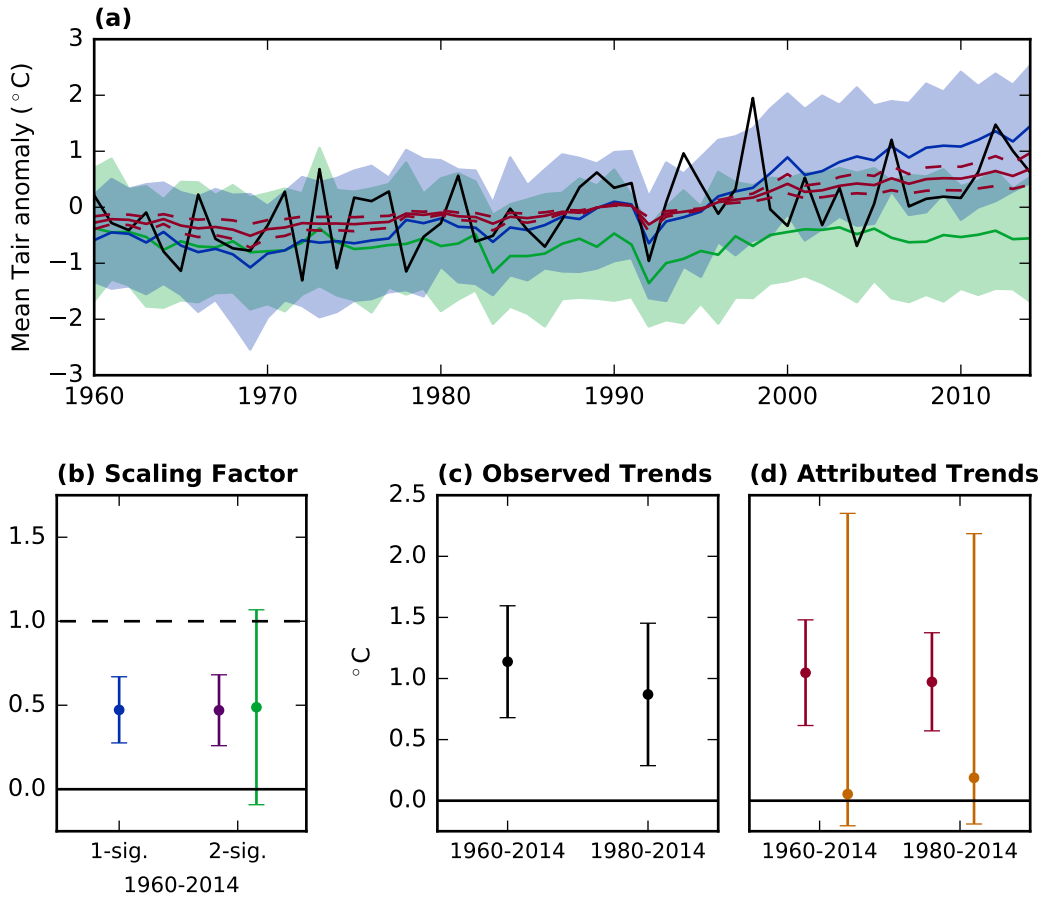 (a)
Mean Tair anomaly (°C)
3
2
1
0
−1
−2
−3
1960 1970 1980 1990 2000 2010
(b) Scaling Factor
1.5
1.0
0.5
0.0
1-sig. 2-sig.
1960-2014
(c) Observed Trends
°C
2.5
2.0
1.5
1.0
0.5
0.0
1960-2014 1980-2014
(d) Attributed Trends
1960-2014 1980-2014